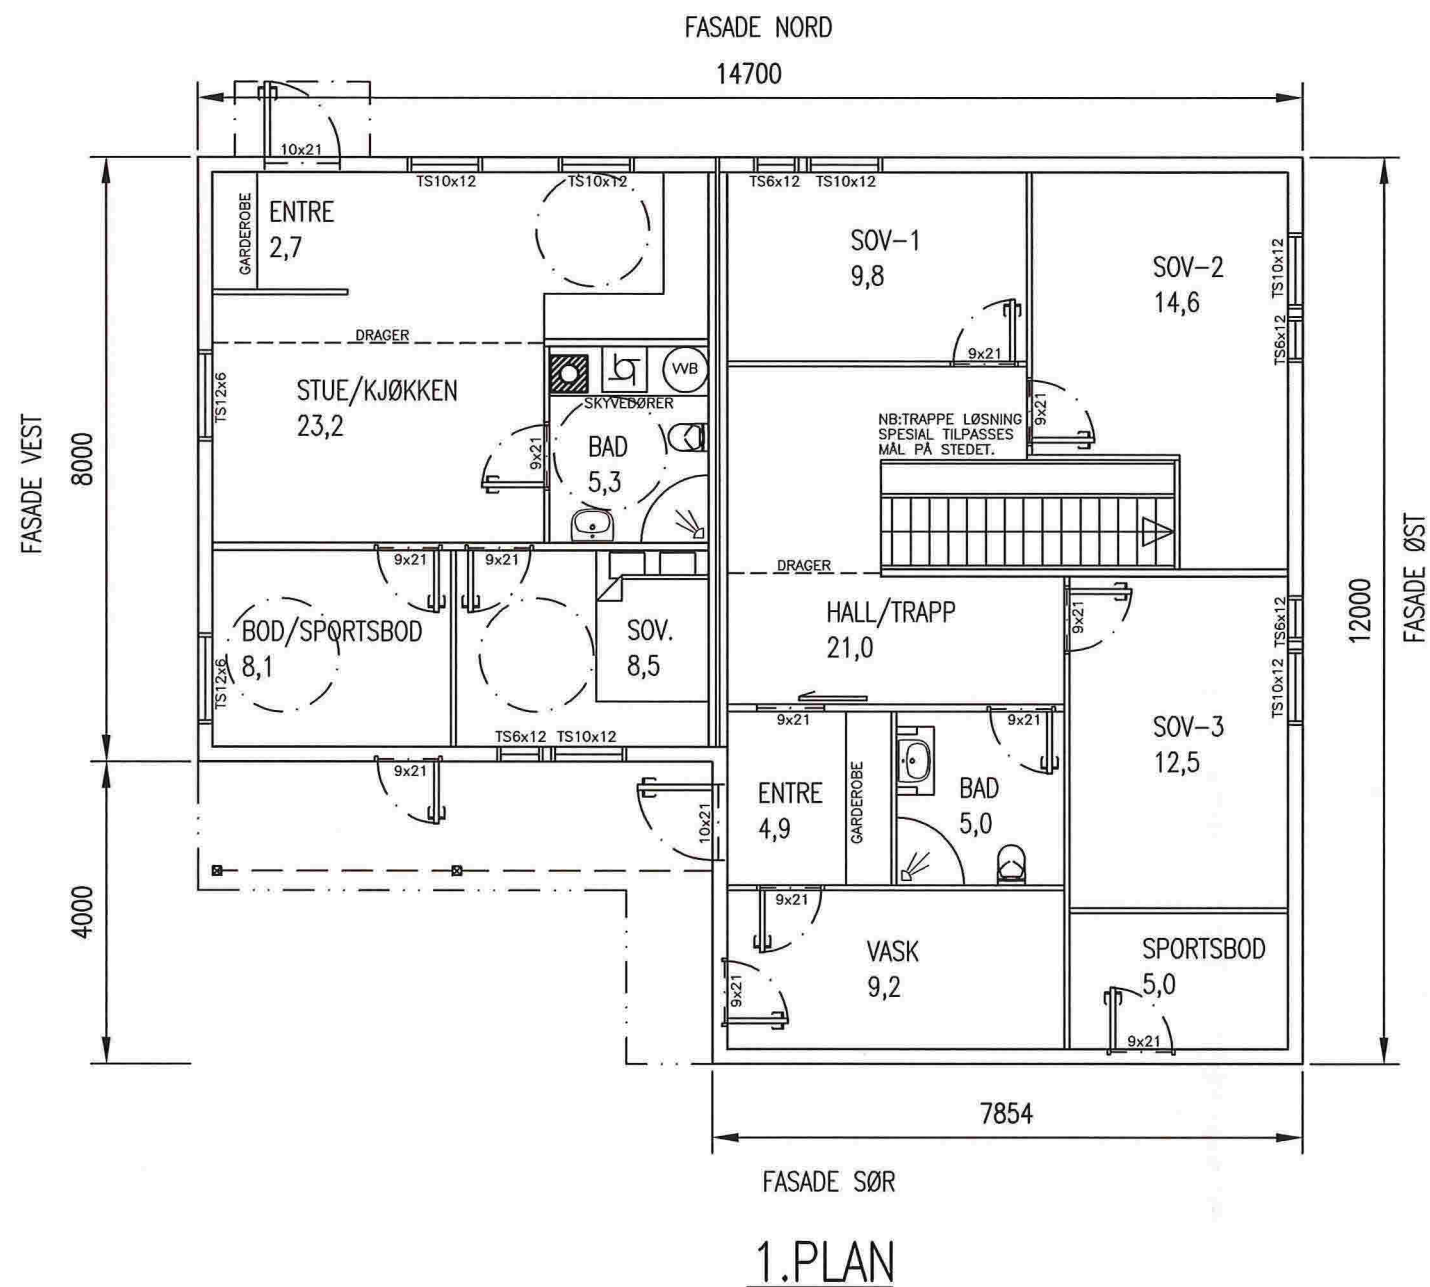 FASADE NORD
14700
10x21
TS10x12
TS10x12
TS6x12
TS10x12
GARDEROBE
ENTRE
2,7
SOV-1
9,8
SOV-2
14,6
TS10x12
TS6x12
9x21
DRAGER
STUE/KJØKKEN
23,2
TS12x6
WB
SKYVEDØRER
9x21
BAD
5,3
NB:TRAPPE LØSNING
SPESIAL TILPASSES
MÅL PÅ STEDET.
9x21
FASADE VEST
8000
12000
FASADE ØST
9x21
9x21
DRAGER
BOD/SPORTSBOD
8,1
TS12x6
SOV.
8,5
HALL/TRAPP
21,0
9x21
TS6x12
TS10x12
SOV-3
12,5
TS6x12
TS10x12
9x21
9x21
9x21
10x21
ENTRE
4,9
GARDEROBE
BAD
5,0
4000
9x21
VASK
9,2
9x21
SPORTSBOD
5,0
9x21
7854
FASADE SØR
1.PLAN